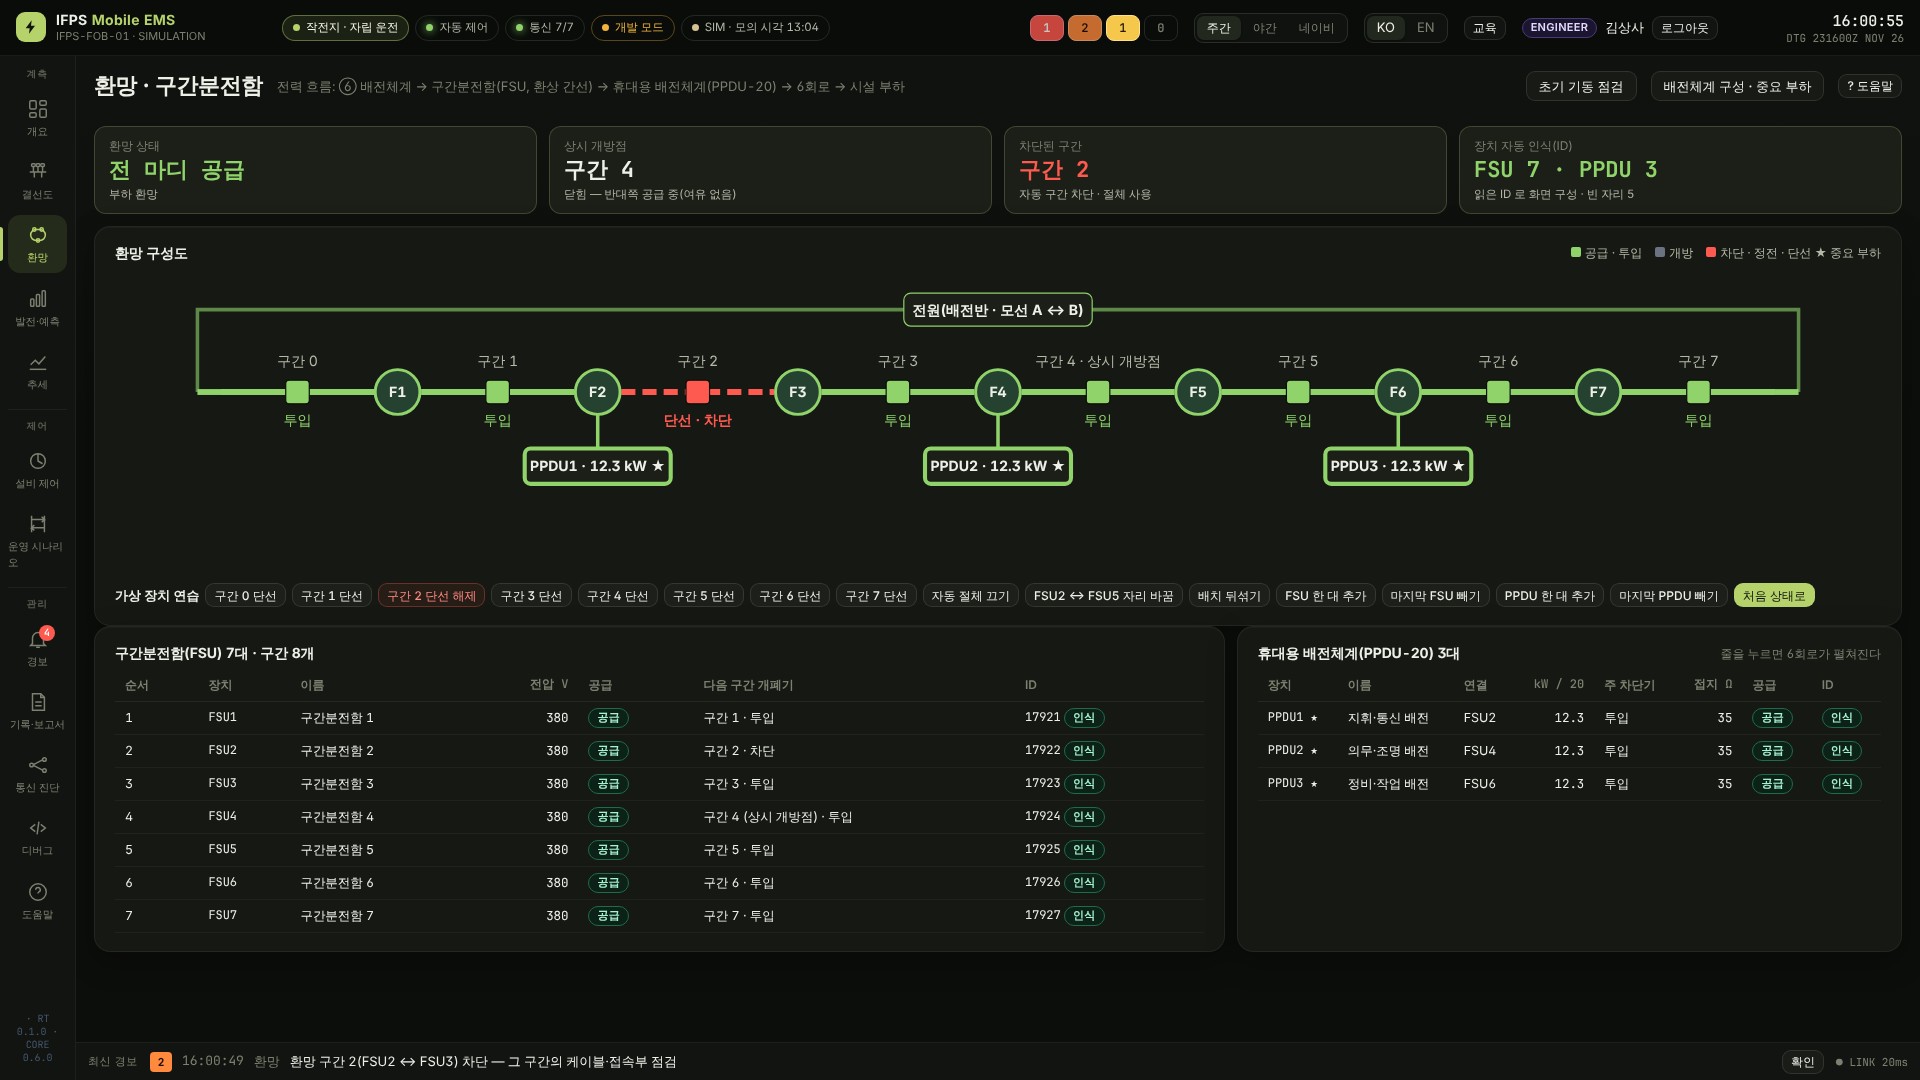 IFPS Mobile EMS
IFPS-FOB-01 · SIMULATION
작전지 · 자립 운전
자동 제어
통신 7/7
개발 모드
SIM · 모의 시각 13:04
1
2
1
0
주간 야간 네이비
KO EN
교육
ENGINEER 김상사 로그아웃
16:00:55
DTG 231600Z NOV 26
계측
개요
결선도
환망
발전·예측
추세
제어
설비 제어
운영 시나리
오
관리
4
경보
기록·보고서
통신 진단
디버그
도움말
· RT
0.1.0 ·
CORE
0.6.0
환망 · 구간분전함
전력 흐름: ⑥ 배전체계 → 구간분전함(FSU, 환상 간선) → 휴대용 배전체계(PPDU-20) → 6회로 → 시설 부하
초기 기동 점검
배전체계 구성 · 중요 부하
? 도움말
환망 상태
전 마디 공급
부하 환망
상시 개방점
구간 4
닫힘 — 반대쪽 공급 중(여유 없음)
차단된 구간
구간 2
자동 구간 차단 · 절체 사용
장치 자동 인식(ID)
FSU 7 · PPDU 3
읽은 ID 로 화면 구성 · 빈 자리 5
환망 구성도
공급 · 투입 개방 차단 · 정전 · 단선 ★ 중요 부하
전원(배전반 · 모선 A ↔ B)
구간 0 구간 1 구간 2 구간 3 구간 4 · 상시 개방점 구간 5 구간 6 구간 7
F1 F2 F3 F4 F5 F6 F7
투입 투입 단선 · 차단 투입 투입 투입 투입 투입
PPDU1 · 12.3 kW ★ PPDU2 · 12.3 kW ★ PPDU3 · 12.3 kW ★
가상 장치 연습 구간 0 단선 구간 1 단선 구간 2 단선 해제 구간 3 단선 구간 4 단선 구간 5 단선 구간 6 단선 구간 7 단선 자동 절체 끄기 FSU2 ↔ FSU5 자리 바꿈 배치 뒤섞기 FSU 한 대 추가 마지막 FSU 빼기 PPDU 한 대 추가 마지막 PPDU 빼기 처음 상태로
구간분전함(FSU) 7대 · 구간 8개
순서 장치 이름 전압 V 공급 다음 구간 개폐기 ID
1 FSU1 구간분전함 1 380 공급 구간 1 · 투입 17921 인식
2 FSU2 구간분전함 2 380 공급 구간 2 · 차단 17922 인식
3 FSU3 구간분전함 3 380 공급 구간 3 · 투입 17923 인식
4 FSU4 구간분전함 4 380 공급 구간 4 (상시 개방점) · 투입 17924 인식
5 FSU5 구간분전함 5 380 공급 구간 5 · 투입 17925 인식
6 FSU6 구간분전함 6 380 공급 구간 6 · 투입 17926 인식
7 FSU7 구간분전함 7 380 공급 구간 7 · 투입 17927 인식
휴대용 배전체계(PPDU-20) 3대
줄을 누르면 6회로가 펼쳐진다
장치 이름 연결 kW / 20 주 차단기 접지 Ω 공급 ID
PPDU1 ★ 지휘·통신 배전 FSU2 12.3 투입 35 공급 인식
PPDU2 ★ 의무·조명 배전 FSU4 12.3 투입 35 공급 인식
PPDU3 ★ 정비·작업 배전 FSU6 12.3 투입 35 공급 인식
최신 경보 2 16:00:49 환망 환망 구간 2(FSU2 ↔ FSU3) 차단 — 그 구간의 케이블·접속부 점검
확인
LINK 20ms